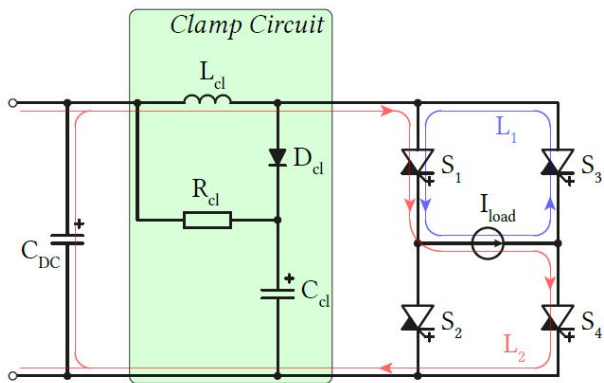 Clamp Circuit
L_cl
D_cl
R_cl
C_cl
C_DC
+
+
S_1
L_1
S_3
I_load
S_2
L_2
S_4